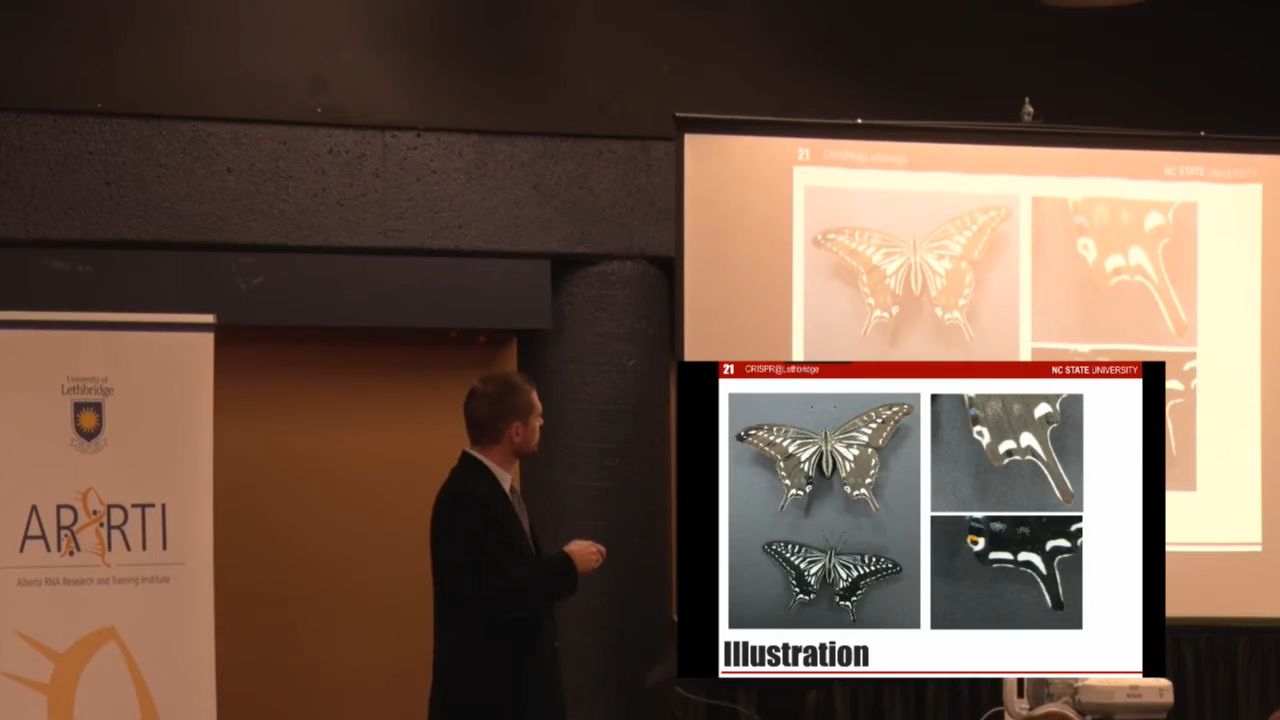 21 CRISPR@Lethbridge NC STATE UNIVERSITY
University of
Lethbridge
ARRTI
Alberta RNA Research and Training Institute
21 CRISPR@Lethbridge NC STATE UNIVERSITY
Illustration